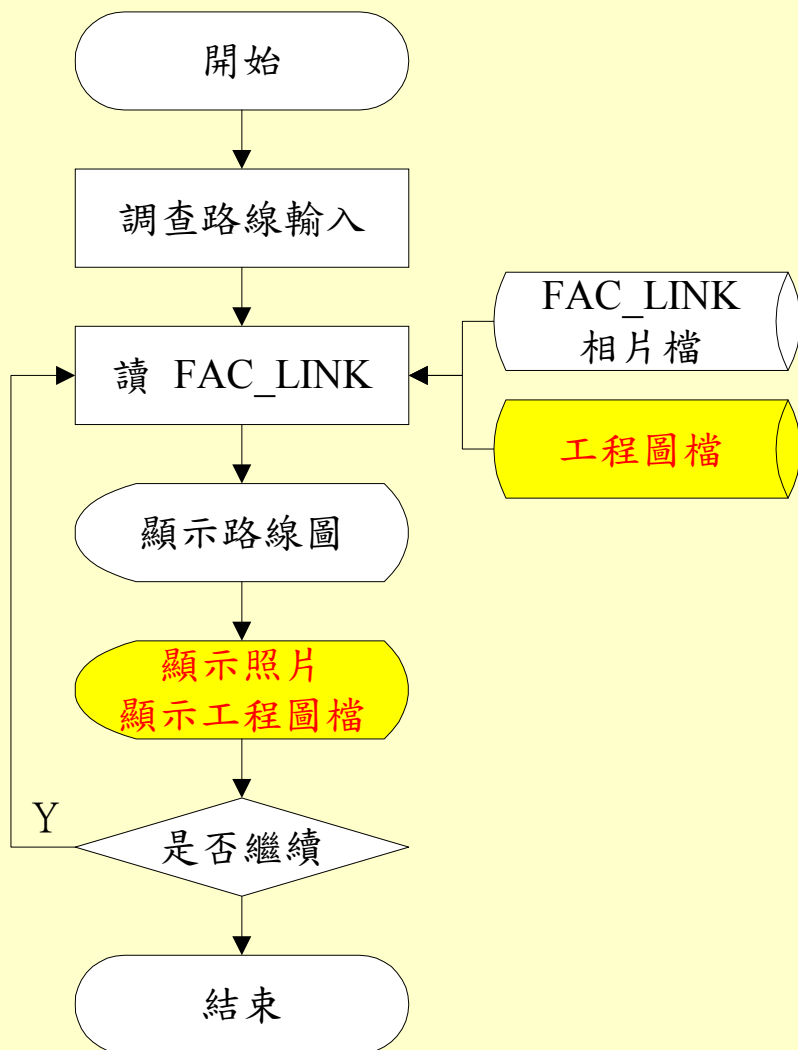 開始
調查路線輸入
FAC_LINK
相片檔
讀 FAC_LINK
工程圖檔
顯示路線圖
顯示照片
顯示工程圖檔
Y
是否繼續
結束